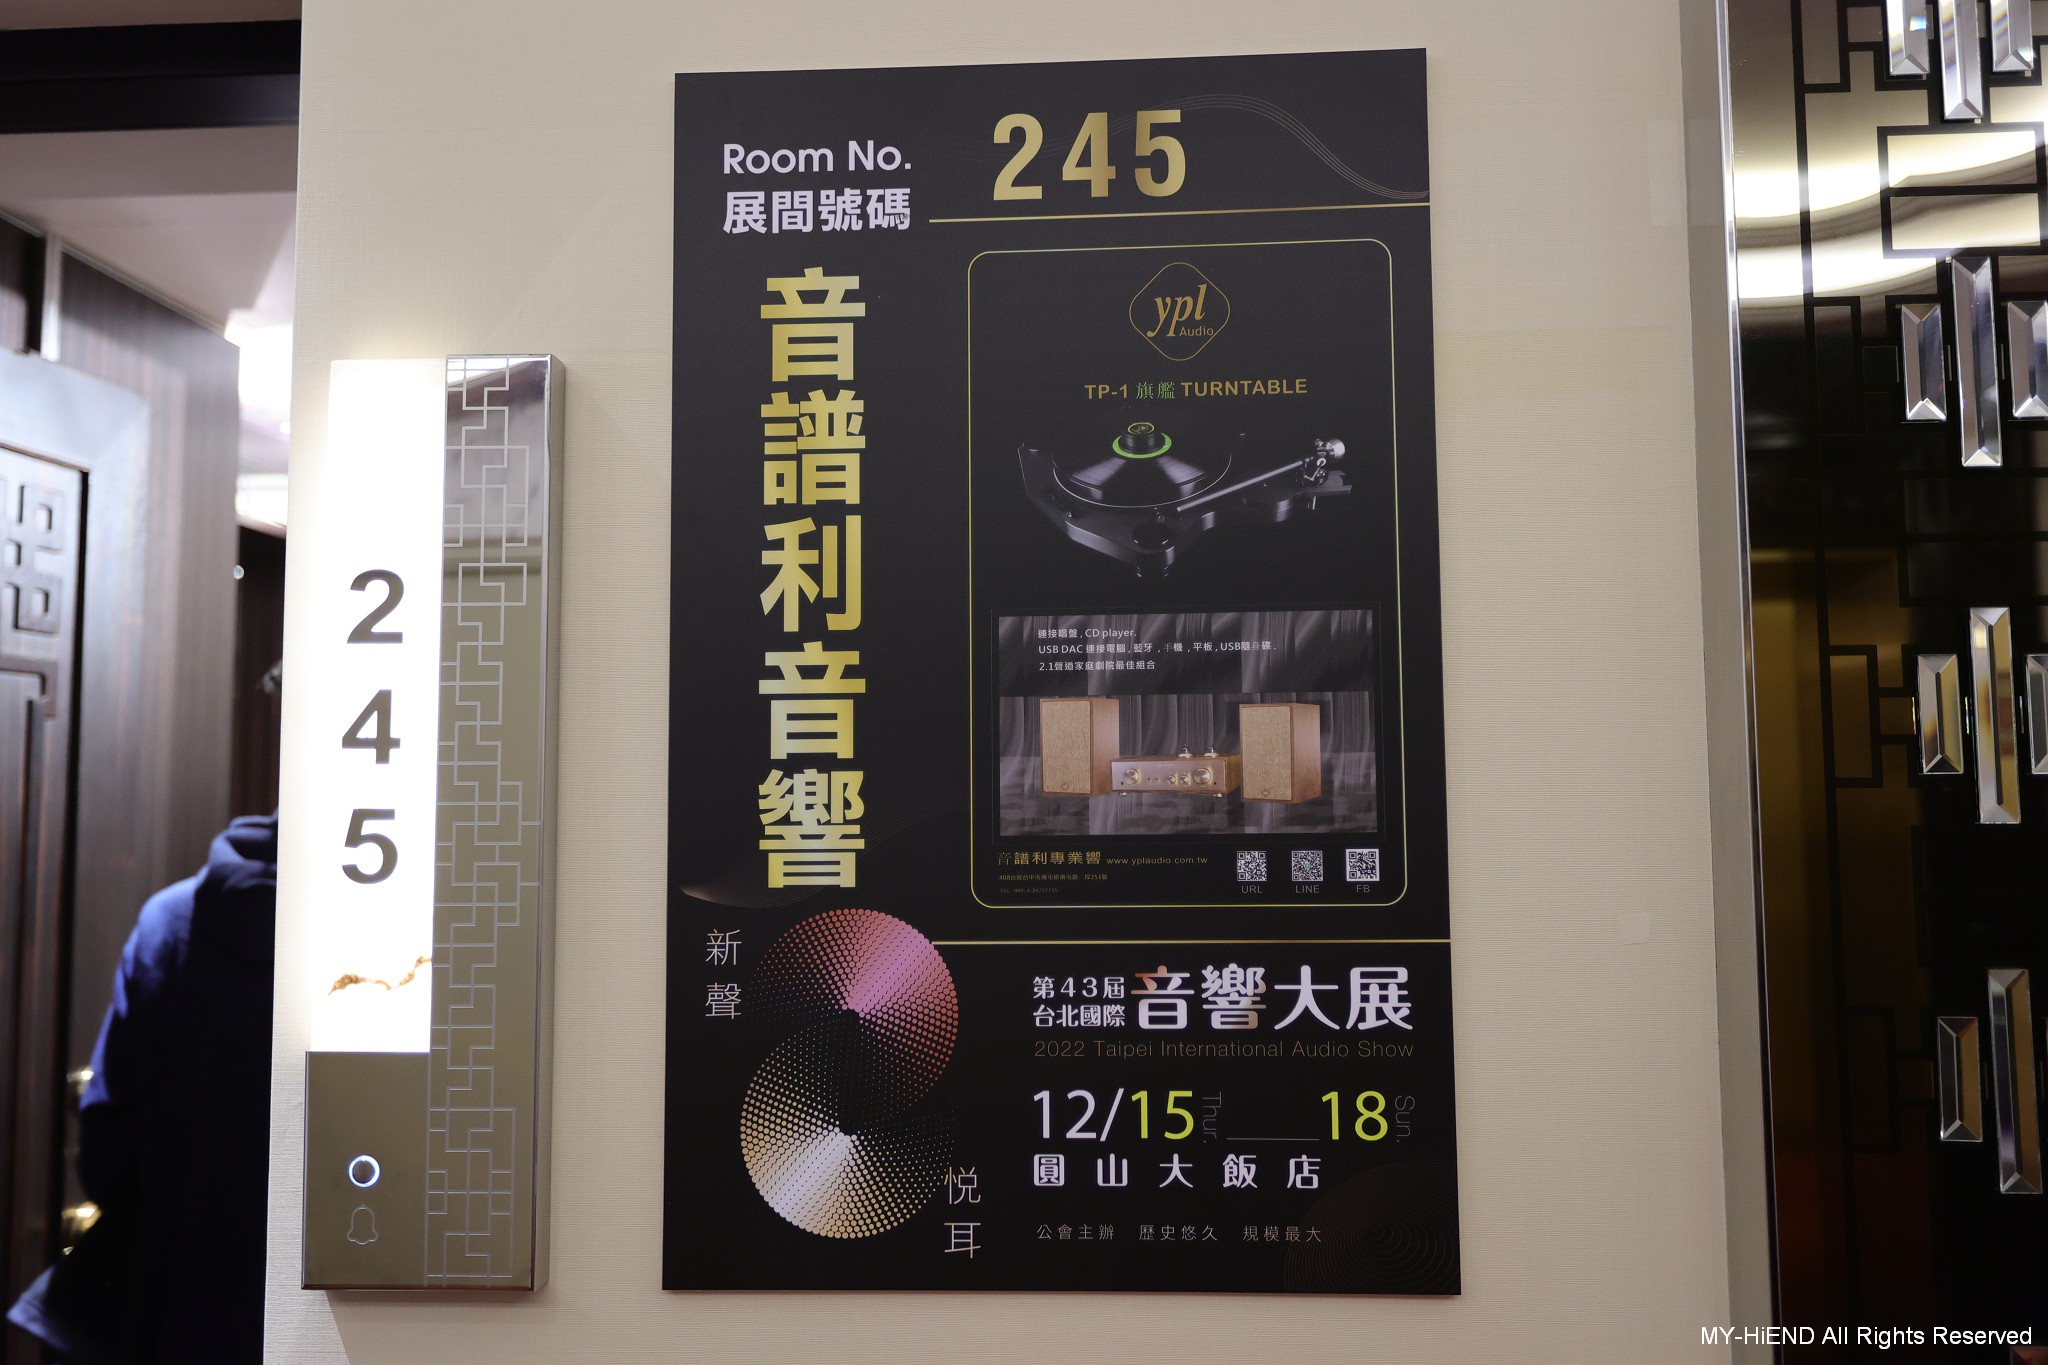 2
4
5
Room No.
展間號碼
245
音譜利音響
ypl
Audio
TP-1 旗艦 TURNTABLE
連接唱盤, CD player.
USB DAC 連接電腦, 藍牙, 手機, 平板, USB隨身碟.
2.1聲道家庭劇院最佳組合
音譜利專業響 www.yplaudio.com.tw
URL
LINE
FB
新聲
悅耳
第43屆
台北國際
音響大展
2022 Taipei International Audio Show
12/15 Thur. 18 Sun.
圓山大飯店
公會主辦 歷史悠久 規模最大
MY-HiEND All Rights Reserved